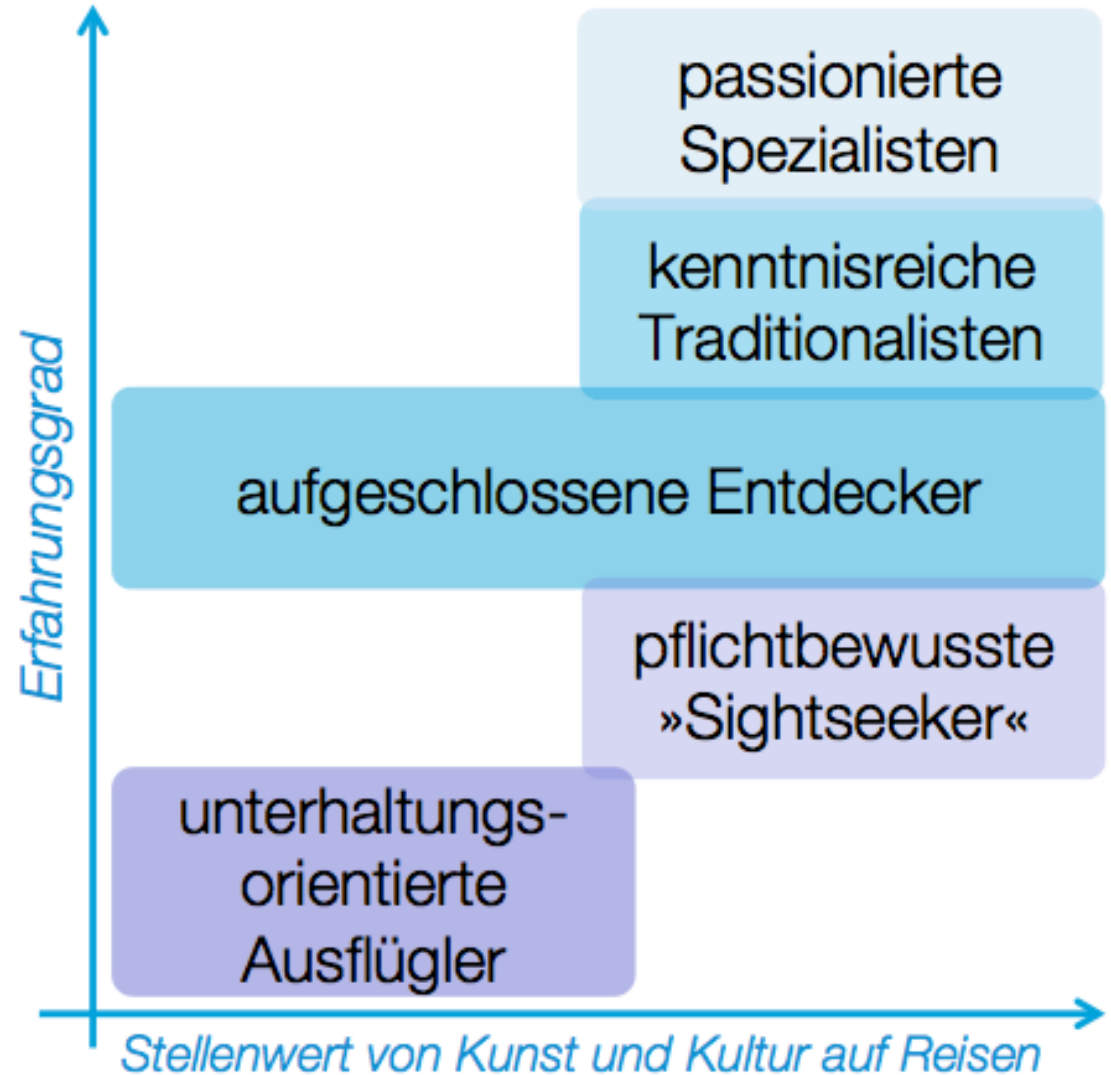 passionierte
Spezialisten
kenntnisreiche
Traditionalisten
aufgeschlossene Entdecker
pflichtbewusste
»Sightseeker«
unterhaltungs-
orientierte
Ausflügler
Erfahrungsgrad
Stellenwert von Kunst und Kultur auf Reisen